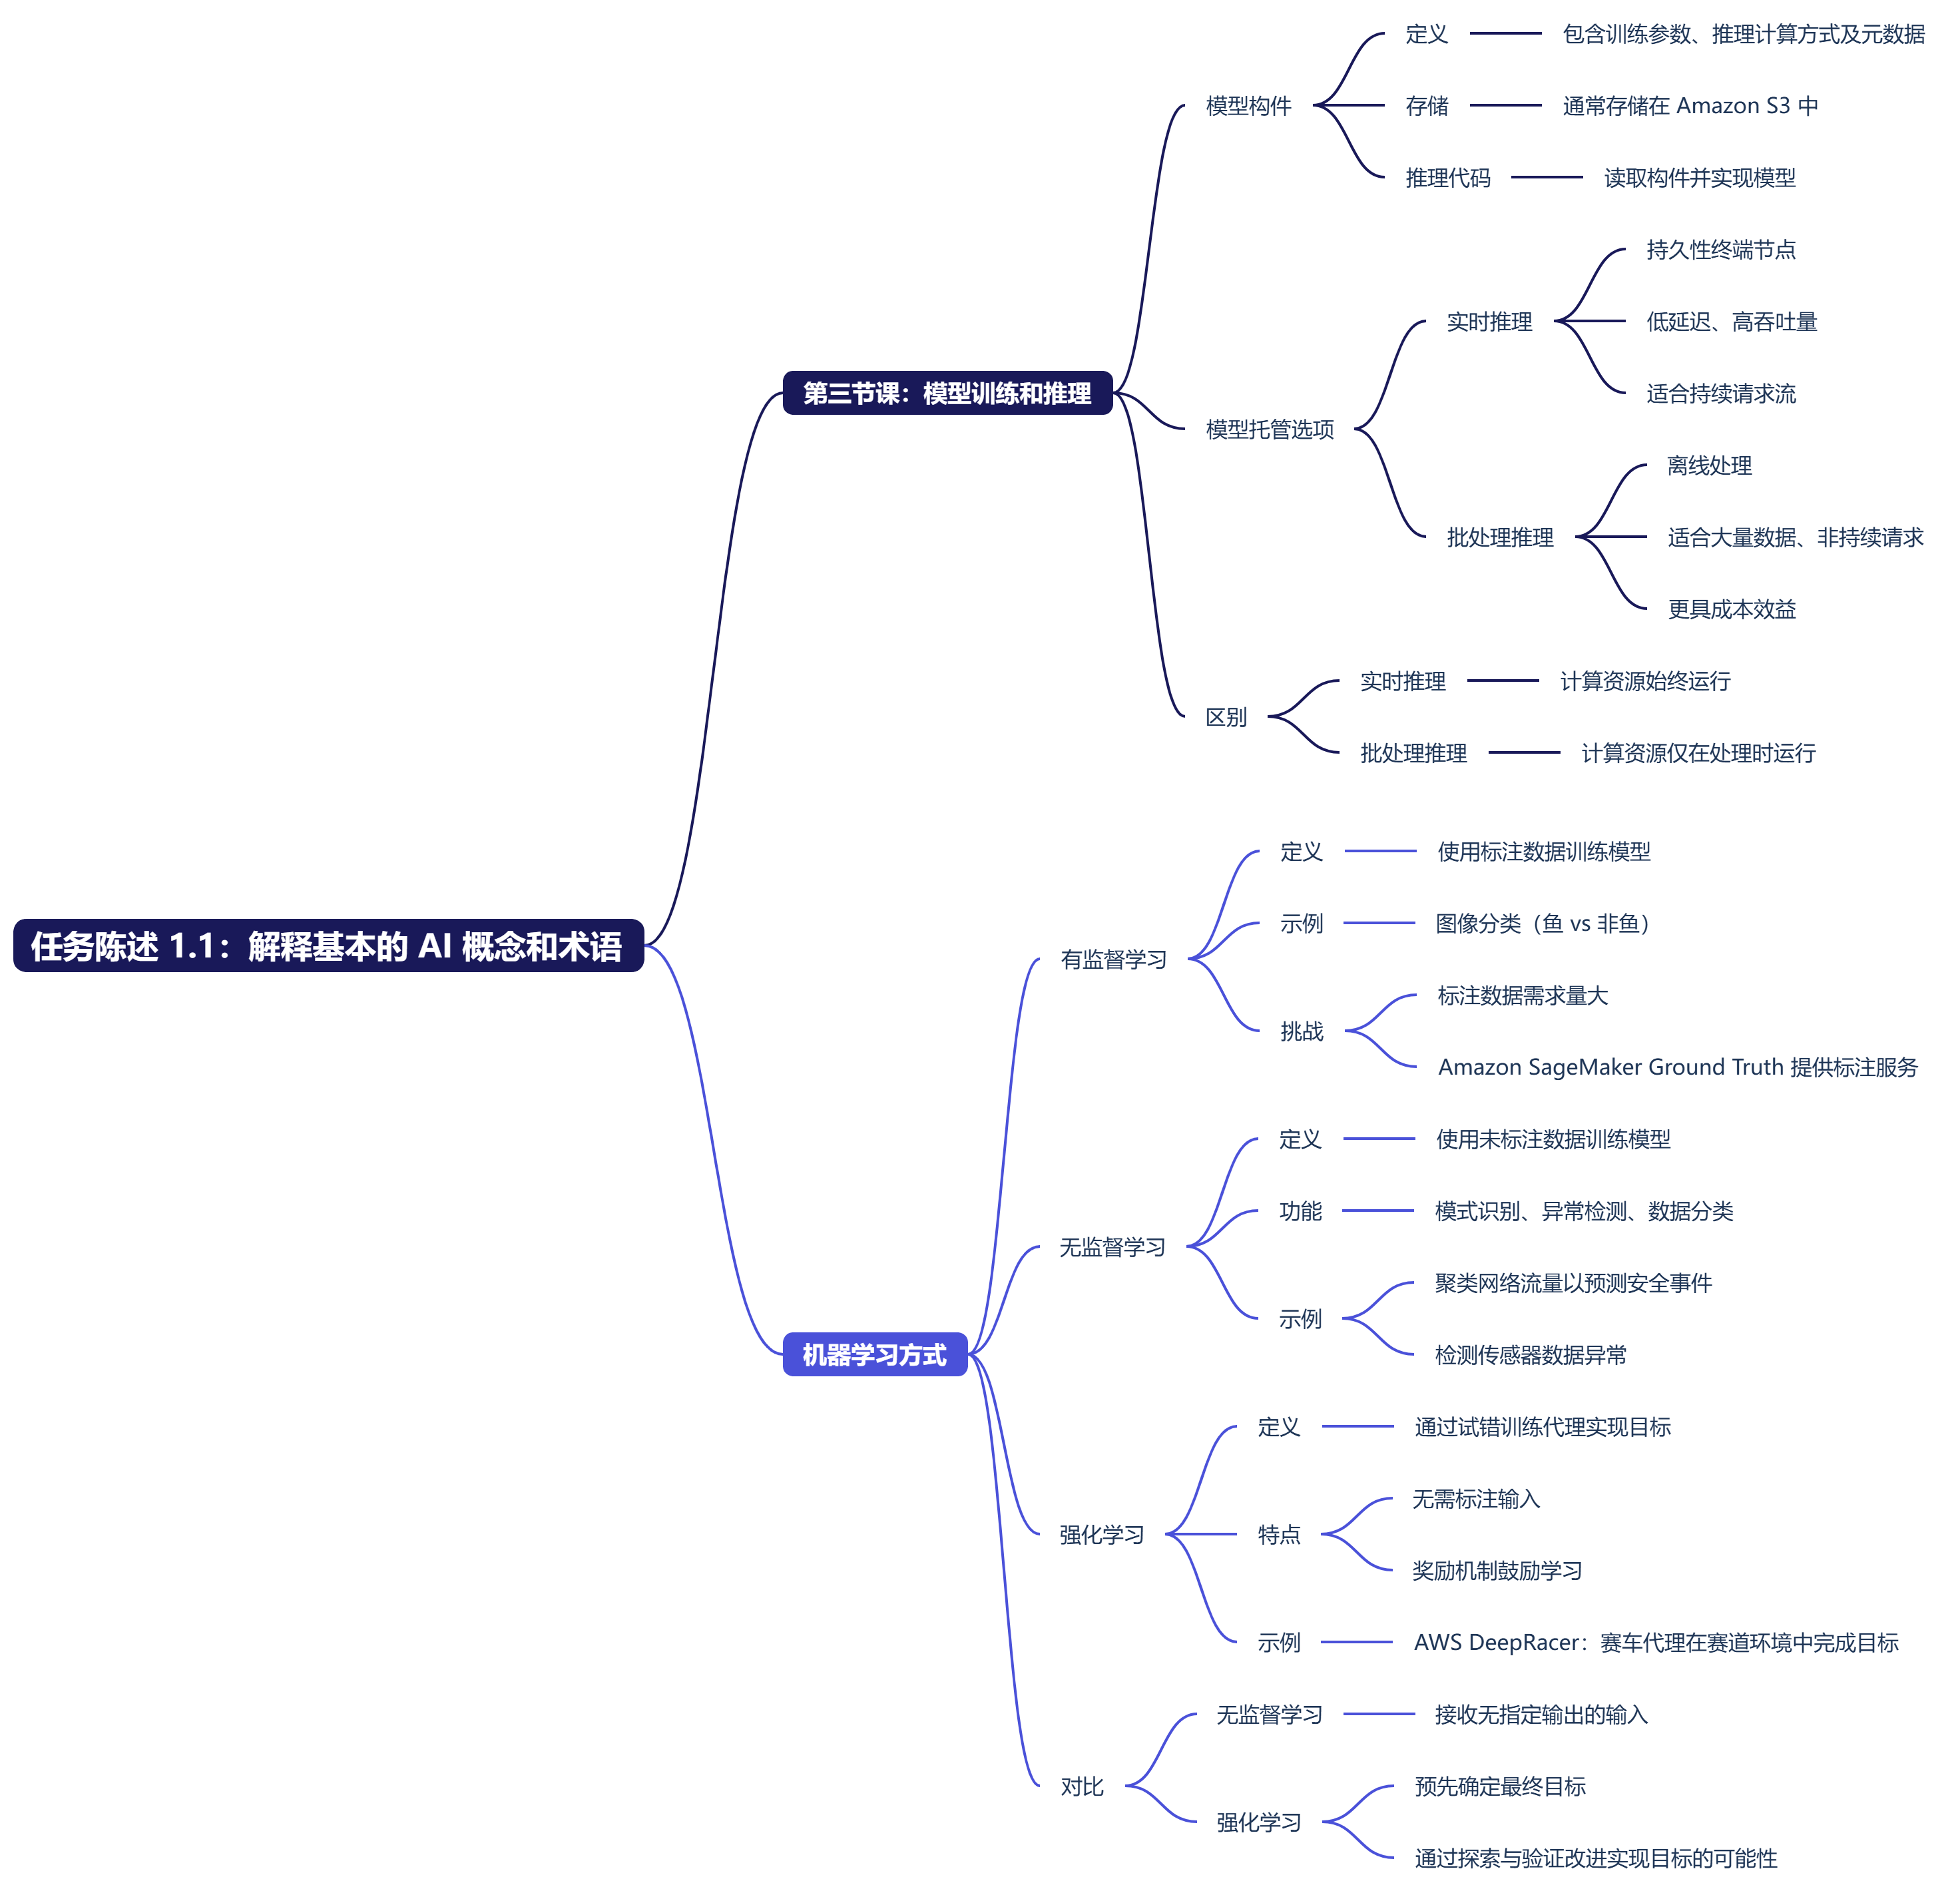 任务陈述 1.1：解释基本的 AI 概念和术语
第三节课：模型训练和推理
模型构件
定义
包含训练参数、推理计算方式及元数据
存储
通常存储在 Amazon S3 中
推理代码
读取构件并实现模型
模型托管选项
实时推理
持久性终端节点
低延迟、高吞吐量
适合持续请求流
批处理推理
离线处理
适合大量数据、非持续请求
更具成本效益
区别
实时推理
计算资源始终运行
批处理推理
计算资源仅在处理时运行
机器学习方式
有监督学习
定义
使用标注数据训练模型
示例
图像分类（鱼 vs 非鱼）
挑战
标注数据需求量大
Amazon SageMaker Ground Truth 提供标注服务
无监督学习
定义
使用未标注数据训练模型
功能
模式识别、异常检测、数据分类
示例
聚类网络流量以预测安全事件
检测传感器数据异常
强化学习
定义
通过试错训练代理实现目标
特点
无需标注输入
奖励机制鼓励学习
示例
AWS DeepRacer：赛车代理在赛道环境中完成目标
对比
无监督学习
接收无指定输出的输入
强化学习
预先确定最终目标
通过探索与验证改进实现目标的可能性